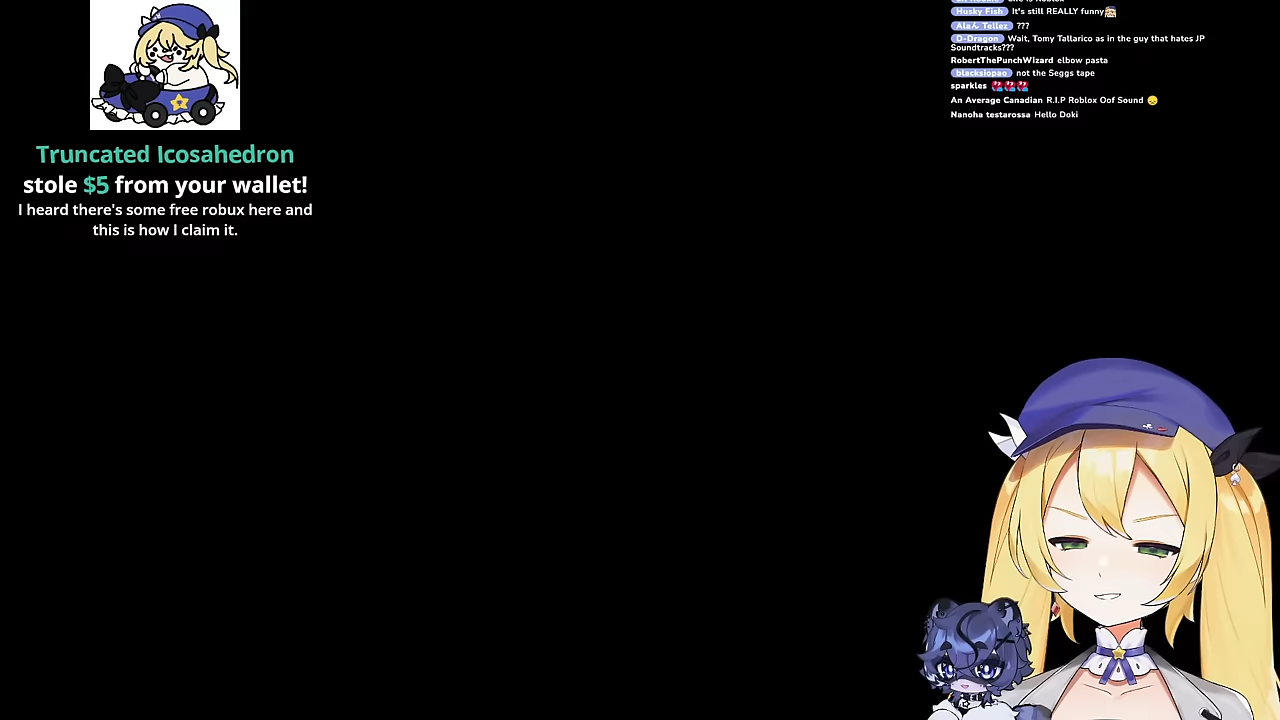 Truncated Icosahedron
stole $5 from your wallet!
I heard there's some free robux here and
this is how I claim it.
Husky Fish It's still REALLY funny
Tellez ???
D-Dragon Wait, Tomy Tallarico as in the guy that hates JP
Soundtracks???
RobertThePunchWizard elbow pasta
blacksiopao not the Seggs tape
sparkles
An Average Canadian R.I.P Roblox Oof Sound
Nanoha testarossa Hello Doki